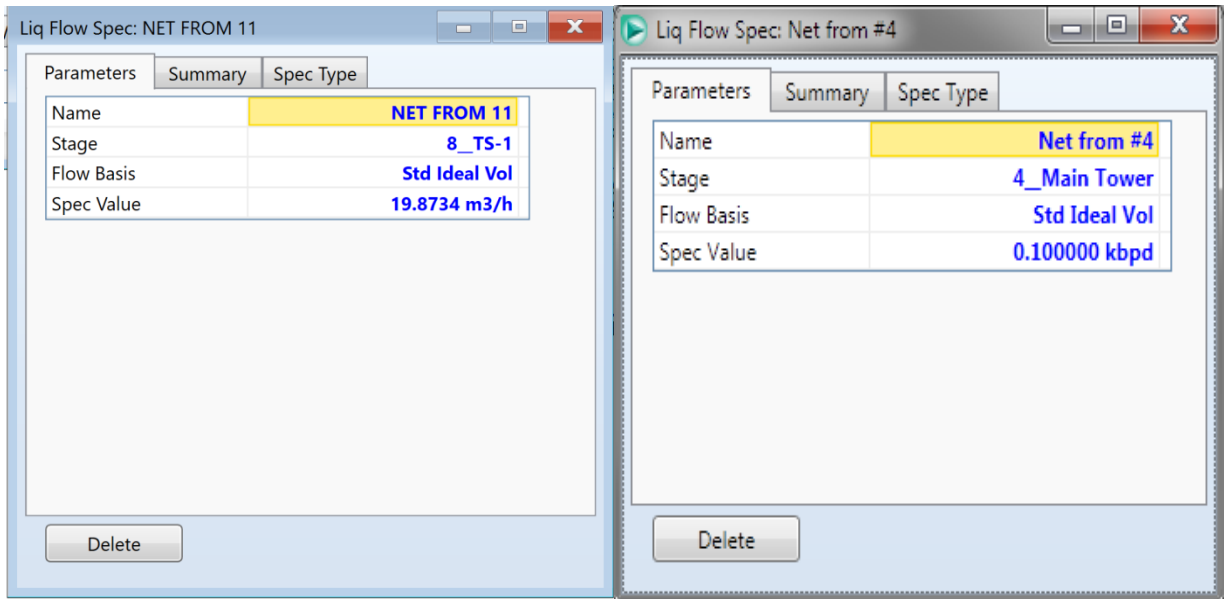 Liq Flow Spec: NET FROM 11
Parameters Summary Spec Type
Name NET FROM 11
Stage 8_TS-1
Flow Basis Std Ideal Vol
Spec Value 19.8734 m3/h
Delete
Liq Flow Spec: Net from #4
Parameters Summary Spec Type
Name Net from #4
Stage 4_Main Tower
Flow Basis Std Ideal Vol
Spec Value 0.100000 kbpd
Delete